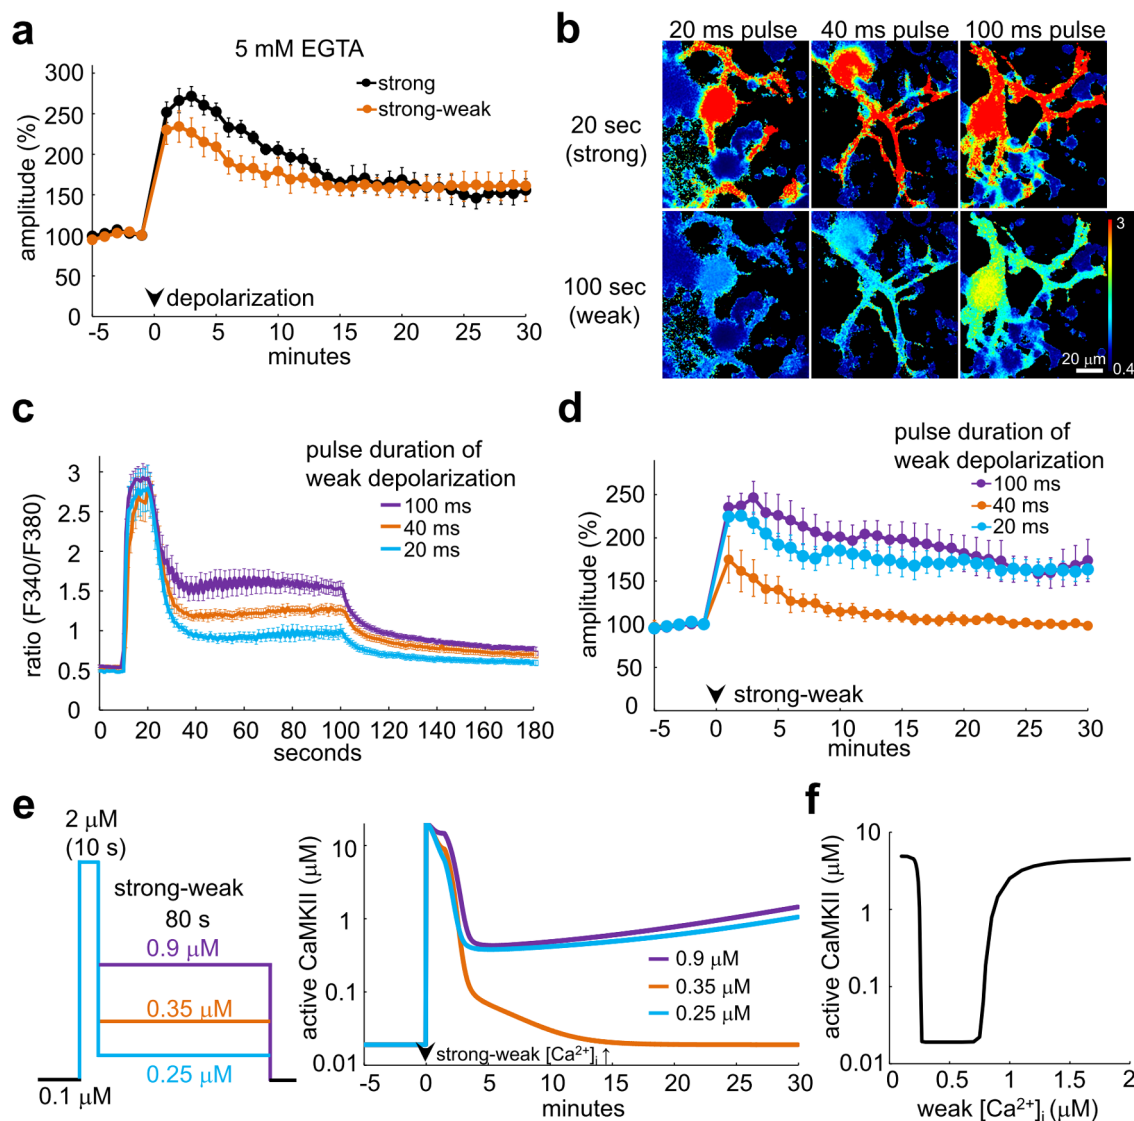 a
5 mM EGTA
300
250
200
150
100
50
0
amplitude (%)
strong
strong-weak
depolarization
-5
0
5
10
15
20
25
30
minutes
b
20 ms pulse
40 ms pulse
100 ms pulse
20 sec
(strong)
100 sec
(weak)
3
20 μm
0.4
c
pulse duration of
weak depolarization
100 ms
40 ms
20 ms
3
2.5
2
1.5
1
0.5
0
ratio (F340/F380)
0
20
40
60
80
100
120
140
160
180
seconds
d
pulse duration of
weak depolarization
100 ms
40 ms
20 ms
250
200
150
100
50
0
amplitude (%)
strong-weak
-5
0
5
10
15
20
25
30
minutes
e
2 μM
(10 s)
strong-weak
80 s
0.9 μM
0.35 μM
0.25 μM
0.1 μM
10
1
0.1
0.01
active CaMKII (μM)
0.9 μM
0.35 μM
0.25 μM
strong-weak [Ca²⁺]ᵢ ↑
-5
0
5
10
15
20
25
30
minutes
f
10
1
0.1
0.01
active CaMKII (μM)
0
0.5
1
1.5
2
weak [Ca²⁺]ᵢ (μM)